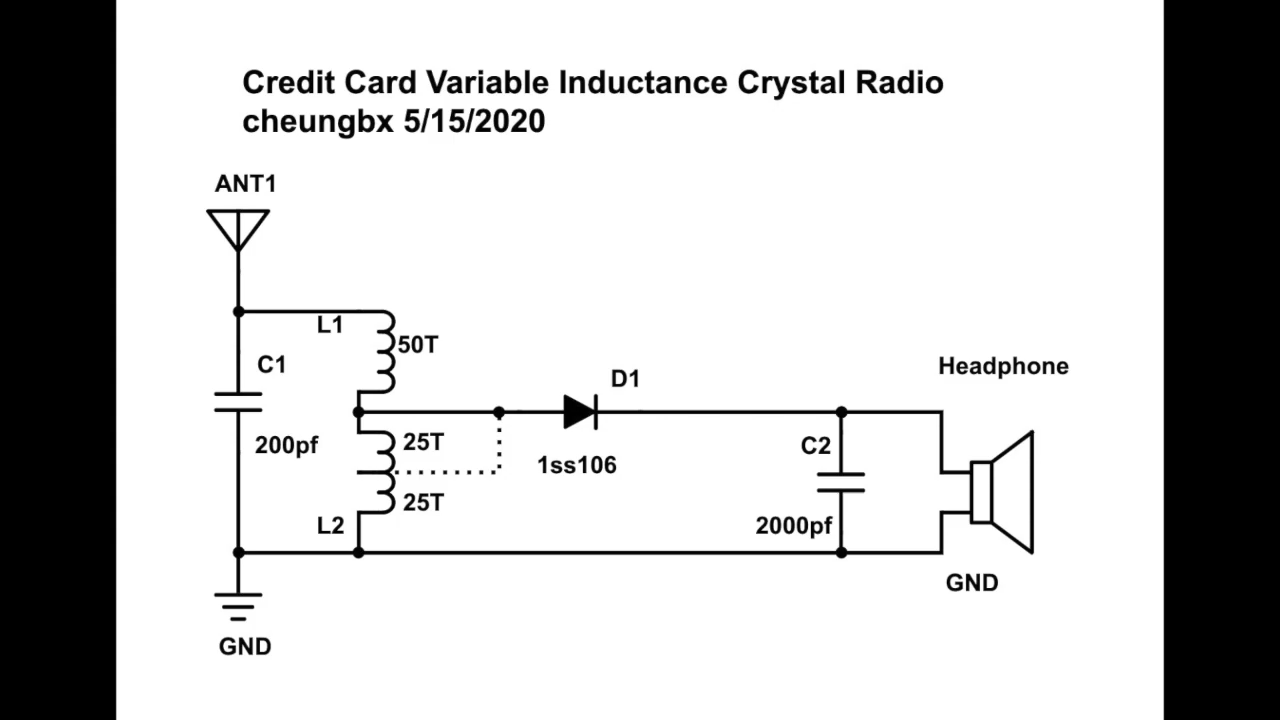 Credit Card Variable Inductance Crystal Radio
cheungbx 5/15/2020
ANT1
L1
50T
C1
200pf
25T
25T
L2
D1
1ss106
C2
2000pf
Headphone
GND
GND